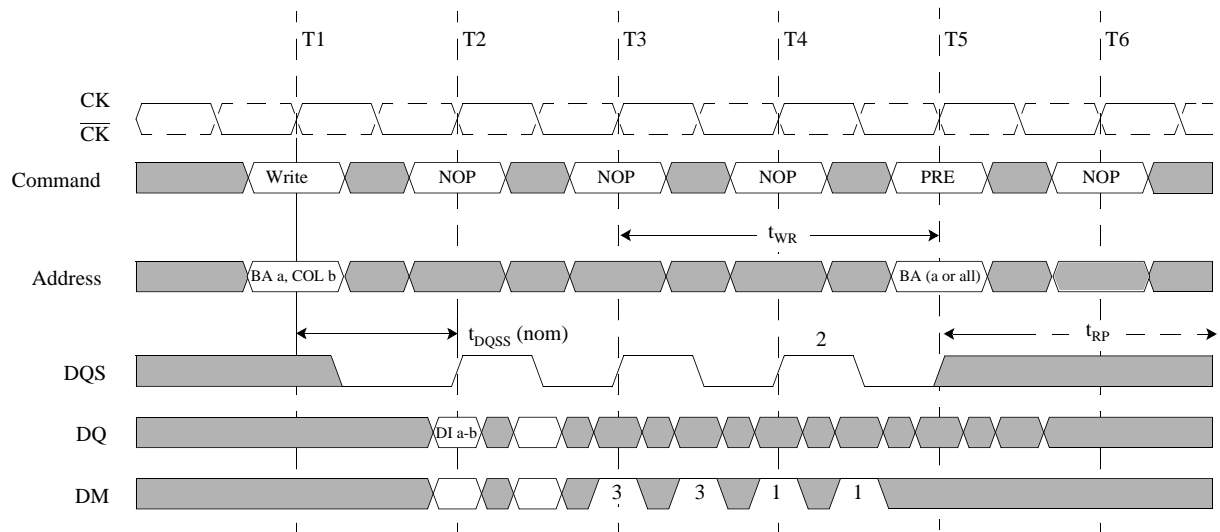 T1 T2 T3 T4 T5 T6
CK
CK
Command Write NOP NOP NOP PRE NOP
tWR
Address BA a, COL b BA (a or all)
tDQSS (nom) 2 tRP
DQS
DQ DI a-b
DM 3 3 1 1